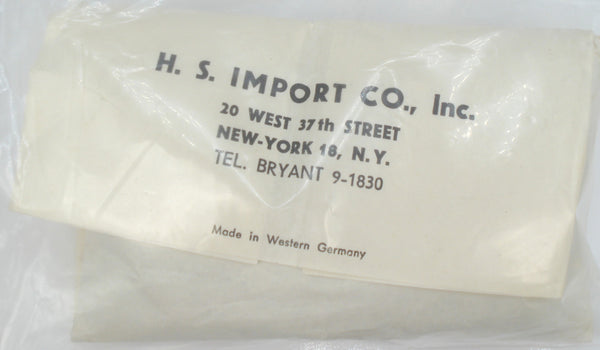 H. S. IMPORT CO., Inc.
20 WEST 37th STREET
NEW-YORK 18, N.Y.
TEL. BRYANT 9-1830
Made in Western Germany